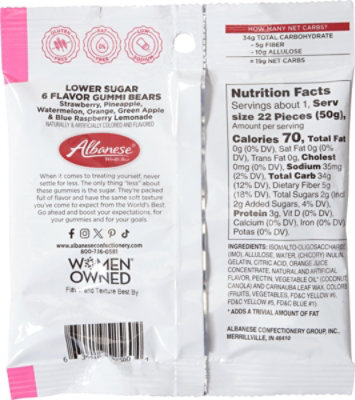 GLUTEN FREE
FAT FREE
LOW SODIUM
LOWER SUGAR
6 FLAVOR GUMMI BEARS
Strawberry, Pineapple,
Watermelon, Orange, Green Apple
& Blue Raspberry Lemonade
NATURALLY & ARTIFICIALLY COLORED AND FLAVORED
Albanese
World's Best
When it comes to treating yourself, never
settle for less. The only thing "less" about
these gummies is the sugar. They're packed
full of flavor and have the same soft texture
you've come to expect from the World's Best.
Go ahead and boost your expectations, for
your gummies and for your goals.
www.albaneseconfectionery.com
800-736-0581
WOMEN
OWNED
Flavor and Texture Best By
HOW MANY NET CARBS?
34g TOTAL CARBOHYDRATE
- 5g FIBER
- 10g ALLULOSE
= 19g NET CARBS
Nutrition Facts
Servings about 1, Serv
size 22 Pieces (50g),
Amount per serving
Calories 70, Total Fat
0g (0% DV), Sat Fat 0g (0%
DV), Trans Fat 0g, Cholest
0mg (0% DV), Sodium 35mg
(2% DV), Total Carb 34g
(12% DV), Dietary Fiber 5g
(18% DV), Total Sugars 2g (Incl
2g Added Sugars, 4% DV),
Protein 3g, Vit D (0% DV),
Calcium (0% DV), Iron (0% DV)
Potas (0% DV).
INGREDIENTS: ISOMALTO-OLIGOSACCHARIDE
(IMO), ALLULOSE, WATER, (CHICORY) INULIN,
GELATIN, CITRIC ACID, ORANGE JUICE
CONCENTRATE, NATURAL AND ARTIFICIAL
FLAVOR, PECTIN, VEGETABLE OIL* (COCONUT,
CANOLA) AND CARNAUBA LEAF WAX, COLORS
(FRUITS, VEGETABLES, FD&C YELLOW #5,
FD&C YELLOW #6, FD&C BLUE #1)
* ADDS A TRIVIAL AMOUNT OF FAT
ALBANESE CONFECTIONERY GROUP, INC.,
MERRILLVILLE, IN 46410